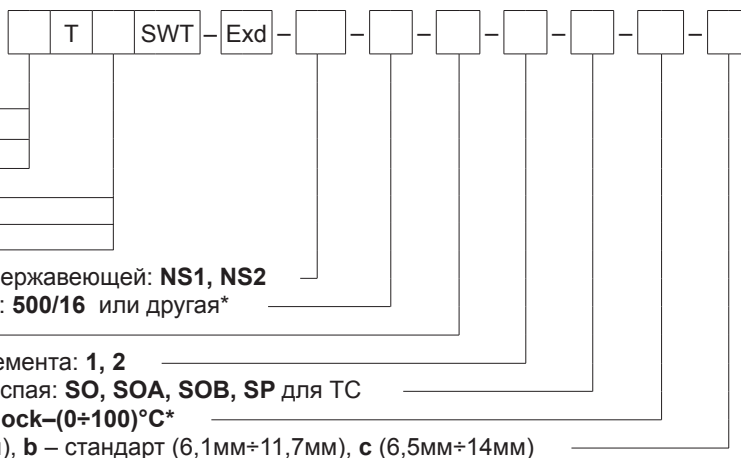 T SWT – Exd – – – – – – –
ержавеющей: NS1, NS2
: 500/16 или другая*
емента: 1, 2
спая: SO, SOA, SOB, SP для ТС
ock–(0÷100)°C*
), b – стандарт (6,1мм÷11,7мм), c (6,5мм÷14мм)